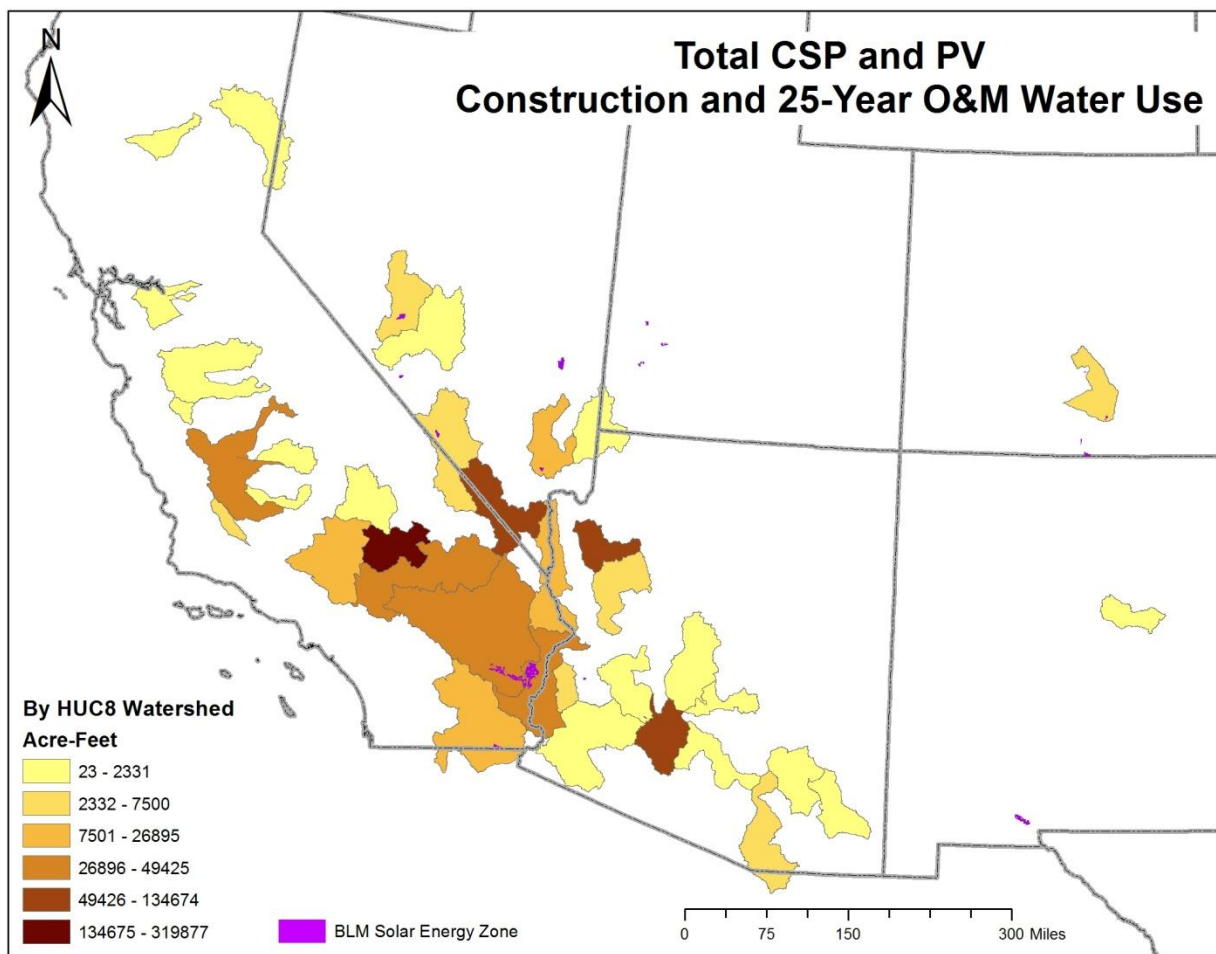 N
Total CSP and PV
Construction and 25-Year O&M Water Use
By HUC8 Watershed
Acre-Feet
23 - 2331
2332 - 7500
7501 - 26895
26896 - 49425
49426 - 134674
134675 - 319877
BLM Solar Energy Zone
0 75 150 300 Miles